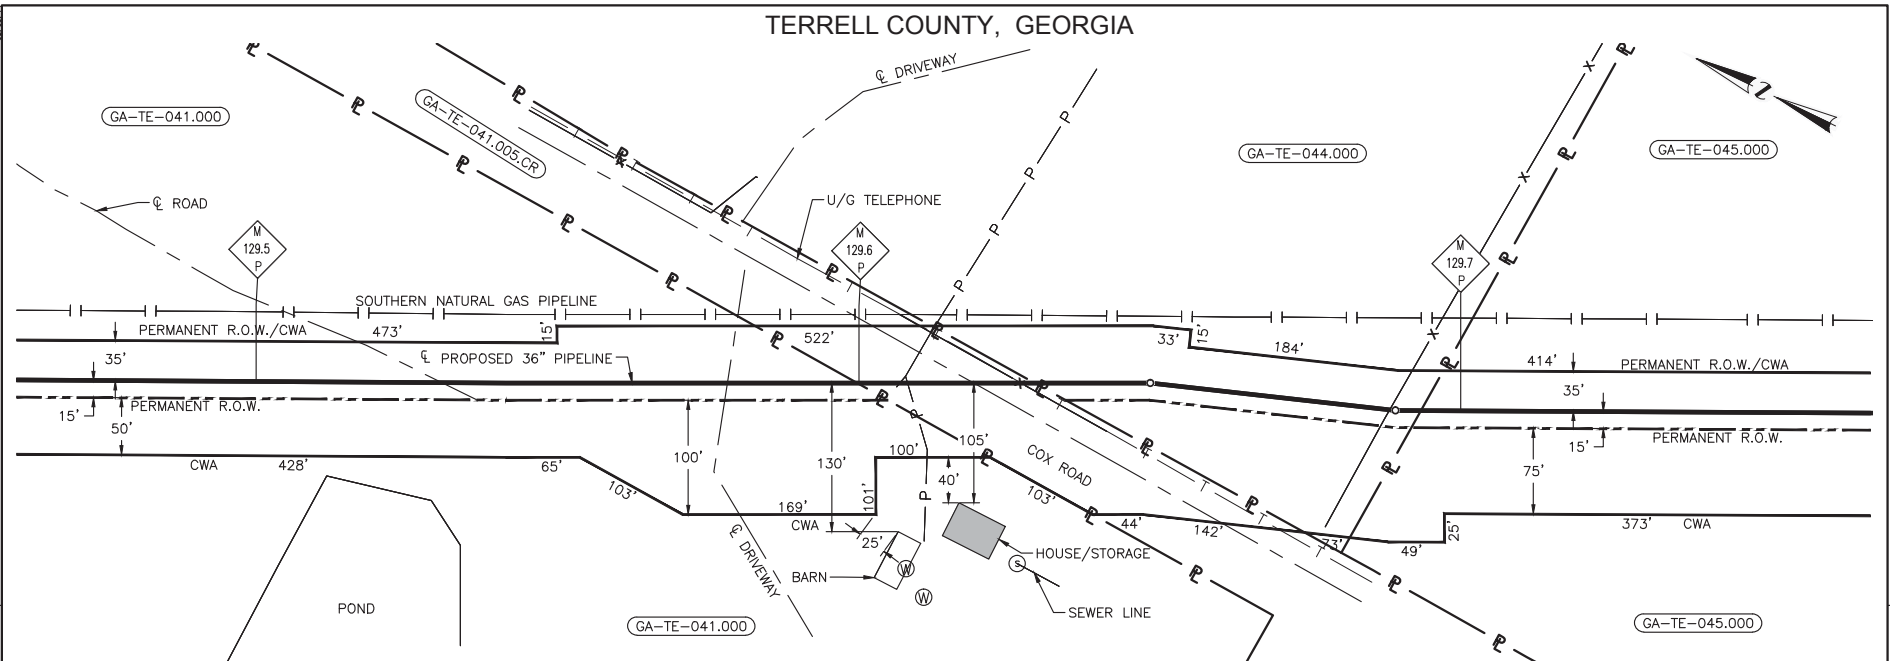 TERRELL COUNTY, GEORGIA
℄ DRIVEWAY
GA-TE-041.000
GA-TE-041.005.CR
GA-TE-044.000
GA-TE-045.000
℄ ROAD
U/G TELEPHONE
M
129.5
P
M
129.6
P
M
129.7
P
Z
SOUTHERN NATURAL GAS PIPELINE
PERMANENT R.O.W./CWA
473'
15'
522'
33'
15'
184'
414'
PERMANENT R.O.W./CWA
35'
℄ PROPOSED 36" PIPELINE
35'
PERMANENT R.O.W.
15'
50'
15'
PERMANENT R.O.W.
CWA
428'
65'
103'
100'
130'
100'
105'
40'
COX ROAD
75'
169'
CWA
101'
103'
44'
142'
73'
49'
25'
373'
CWA
℄ DRIVEWAY
25'
BARN
W
W
S
HOUSE/STORAGE
SEWER LINE
POND
GA-TE-041.000
GA-TE-045.000